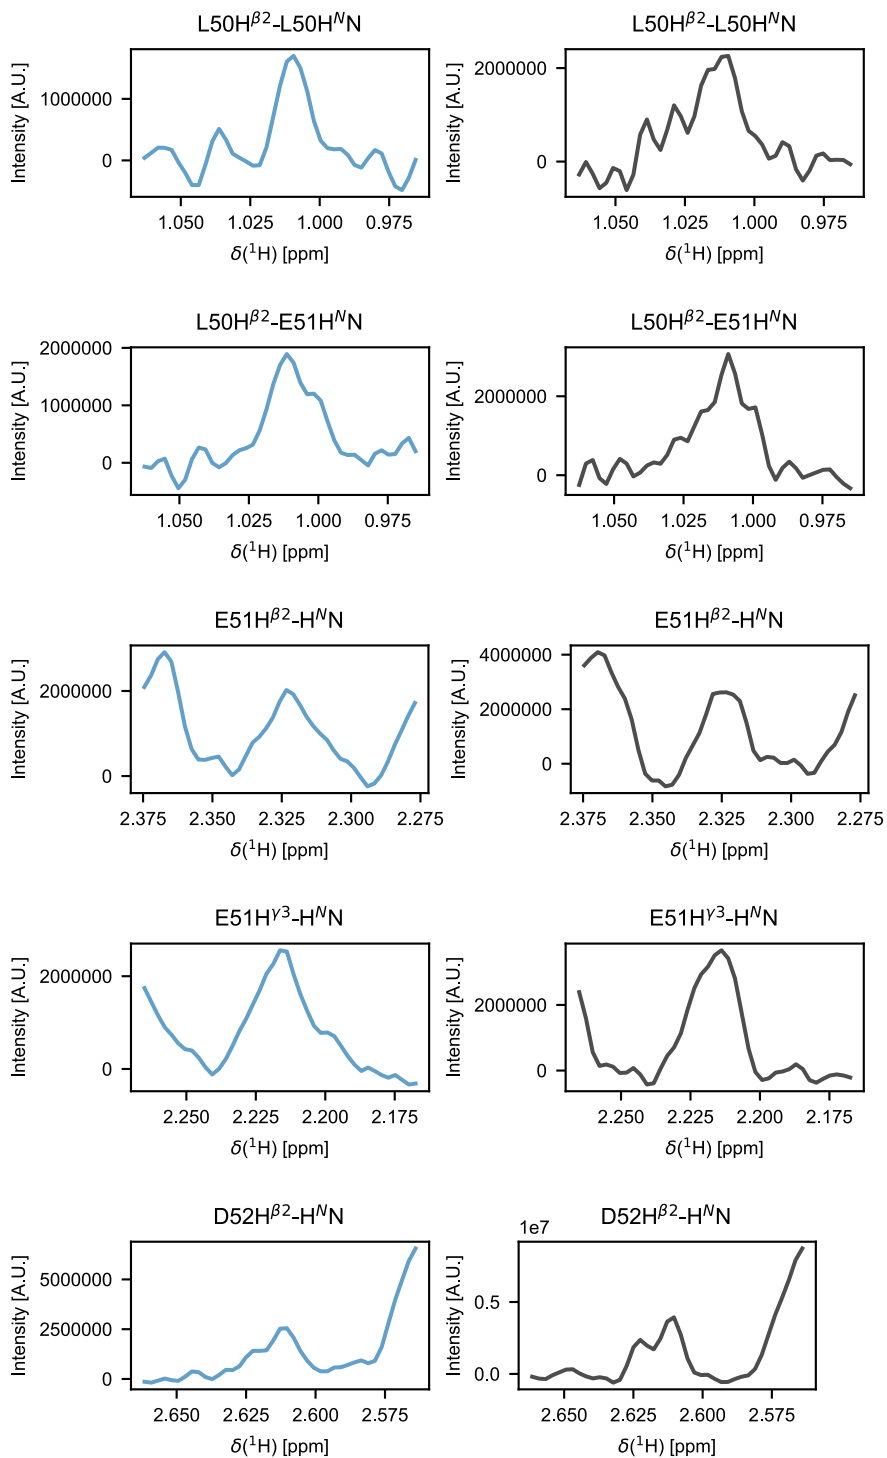 L50Hᵝ²-L50HᴺN
L50Hᵝ²-L50HᴺN
Intensity [A.U.]
1000000
0
1.050 1.025 1.000 0.975
δ(¹H) [ppm]
Intensity [A.U.]
2000000
0
1.050 1.025 1.000 0.975
δ(¹H) [ppm]
L50Hᵝ²-E51HᴺN
L50Hᵝ²-E51HᴺN
Intensity [A.U.]
2000000
1000000
0
1.050 1.025 1.000 0.975
δ(¹H) [ppm]
Intensity [A.U.]
2000000
0
1.050 1.025 1.000 0.975
δ(¹H) [ppm]
E51Hᵝ²-HᴺN
E51Hᵝ²-HᴺN
Intensity [A.U.]
2000000
0
2.375 2.350 2.325 2.300 2.275
δ(¹H) [ppm]
Intensity [A.U.]
4000000
2000000
0
2.375 2.350 2.325 2.300 2.275
δ(¹H) [ppm]
E51Hᵞ³-HᴺN
E51Hᵞ³-HᴺN
Intensity [A.U.]
2000000
0
2.250 2.225 2.200 2.175
δ(¹H) [ppm]
Intensity [A.U.]
2000000
0
2.250 2.225 2.200 2.175
δ(¹H) [ppm]
D52Hᵝ²-HᴺN
D52Hᵝ²-HᴺN
Intensity [A.U.]
5000000
2500000
0
2.650 2.625 2.600 2.575
δ(¹H) [ppm]
1e7
Intensity [A.U.]
0.5
0.0
2.650 2.625 2.600 2.575
δ(¹H) [ppm]